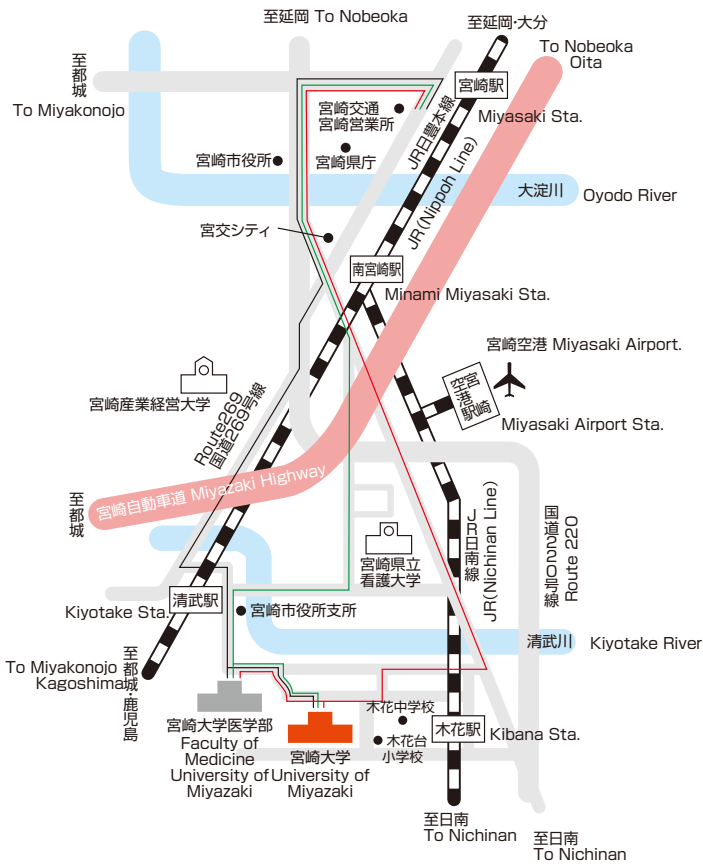 至延岡 To Nobeoka
至延岡・大分
To Nobeoka
Oita
至都城
To Miyakonojo
宮崎駅
Miyasaki Sta.
宮崎交通
宮崎営業所
宮崎県庁
宮崎市役所
JR日豊本線
JR(Nippoh Line)
大淀川
Oyodo River
宮交シティ
南宮崎駅
Minami Miyasaki Sta.
宮崎空港 Miyasaki Airport.
宮崎
空港駅
Miyasaki Airport Sta.
宮崎産業経営大学
Route269
国道269号線
至都城
宮崎自動車道 Miyazaki Highway
宮崎県立
看護大学
JR日南線
JR(Nichinan Line)
国道220号線
Route 220
Kiyotake Sta.
清武駅
宮崎市役所支所
清武川
Kiyotake River
To Miyakonojo
Kagoshima
至都城・鹿児島
宮崎大学医学部
Faculty of
Medicine
University of
Miyazaki
宮崎大学
University of
Miyazaki
木花中学校
木花台
小学校
木花駅
Kibana Sta.
至日南
To Nichinan
至日南
To Nichinan